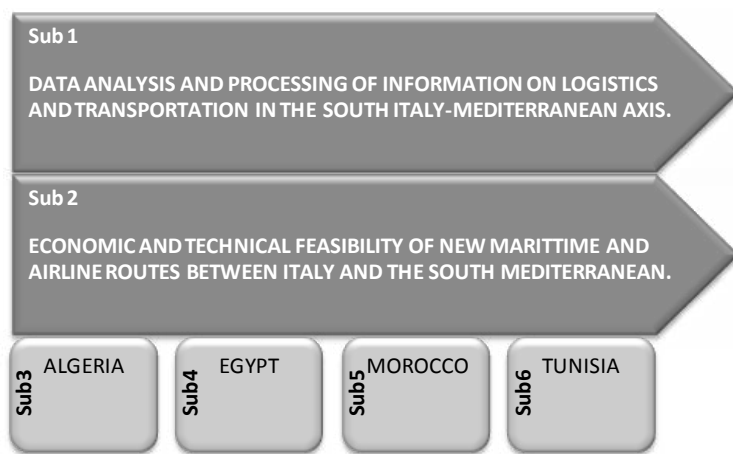 Sub 1
DATA ANALYSIS AND PROCESSING OF INFORMATION ON LOGISTICS
AND TRANSPORTATION IN THE SOUTH ITALY-MEDITERRANEAN AXIS.
Sub 2
ECONOMIC AND TECHNICAL FEASIBILITY OF NEW MARITTIME AND
AIRLINE ROUTES BETWEEN ITALY AND THE SOUTH MEDITERRANEAN.
Sub3
ALGERIA
Sub4
EGYPT
Sub5
MOROCCO
Sub6
TUNISIA